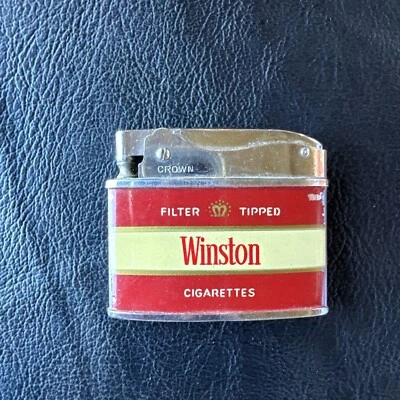 CROWN
FILTER TIPPED
Winston
CIGARETTES